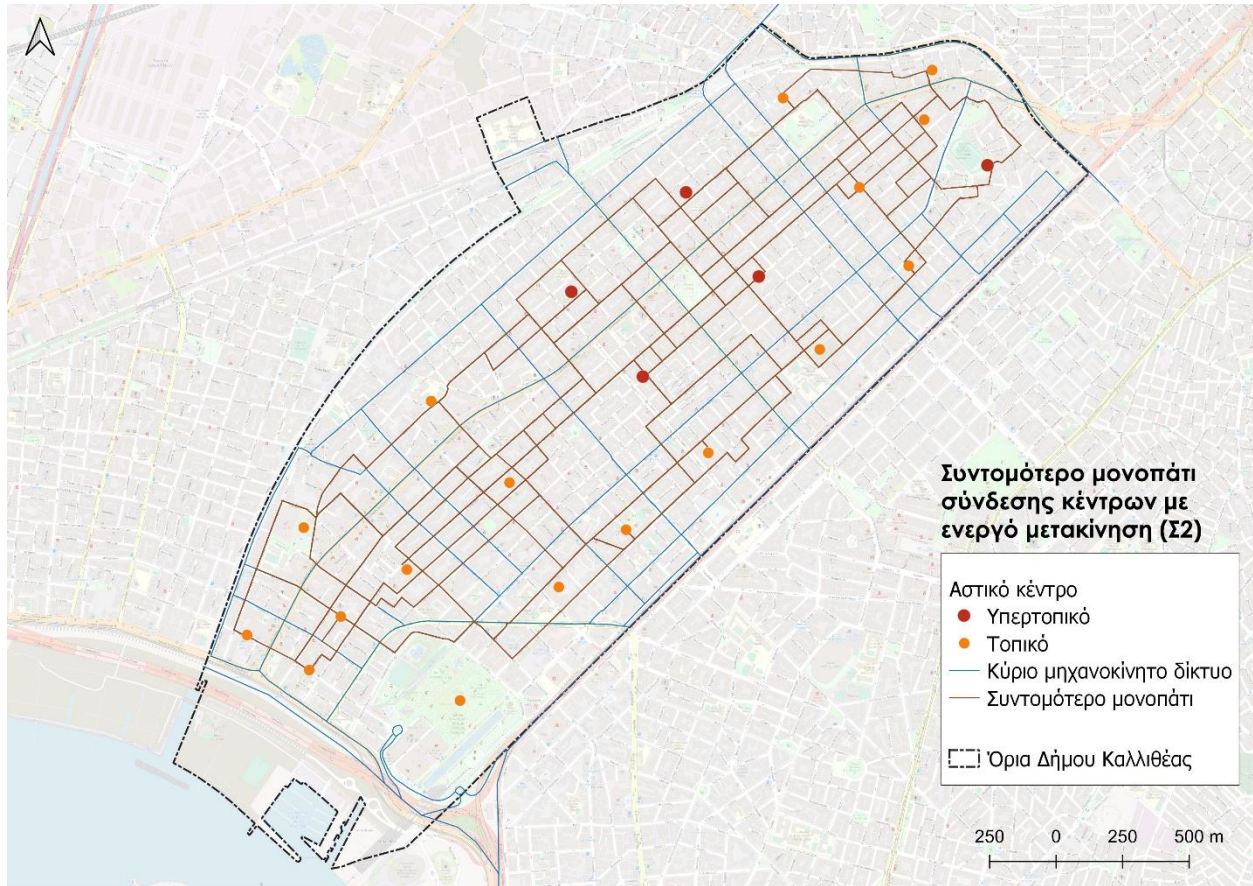 Συντομότερο μονοπάτι
σύνδεσης κέντρων με
ενεργό μετακίνηση (Σ2)
Αστικό κέντρο
Υπερτοπικό
Τοπικό
Κύριο μηχανοκίνητο δίκτυο
Συντομότερο μονοπάτι
Όρια Δήμου Καλλιθέας
250 0 250 500 m